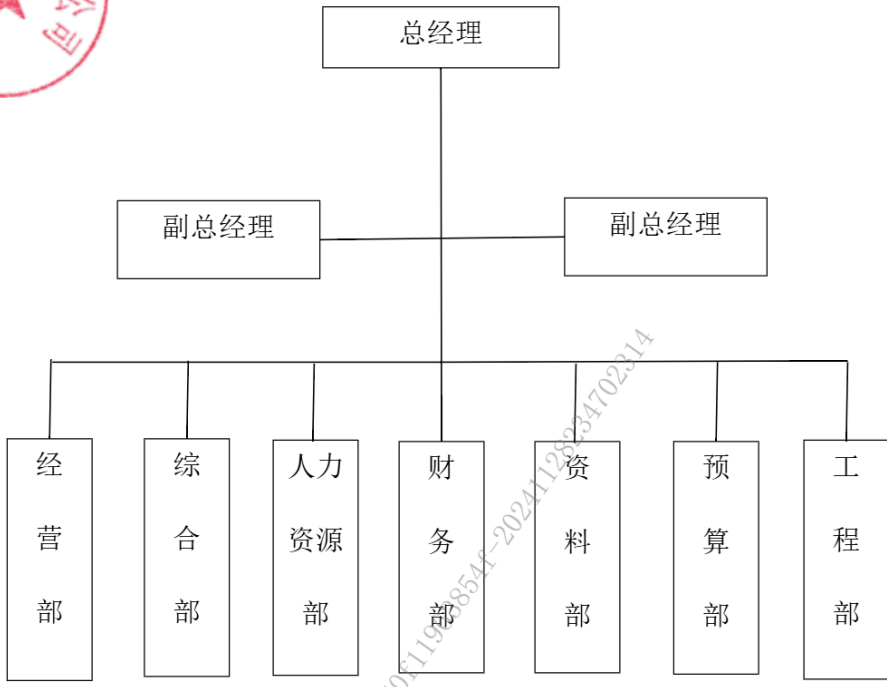 总经理
副总经理
副总经理
经营部
综合部
人力资源部
财务部
资料部
预算部
工程部